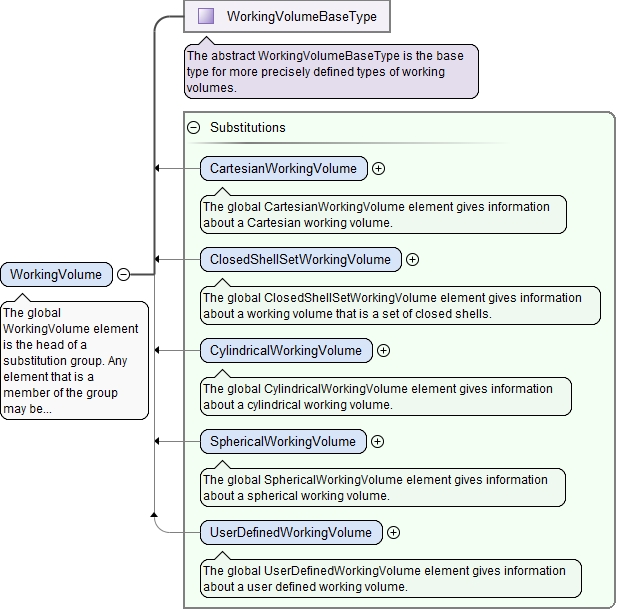 WorkingVolumeBaseType
The abstract WorkingVolumeBaseType is the base
type for more precisely defined types of working
volumes.
Substitutions
CartesianWorkingVolume
The global CartesianWorkingVolume element gives information
about a Cartesian working volume.
ClosedShellSetWorkingVolume
The global ClosedShellSetWorkingVolume element gives information
about a working volume that is a set of closed shells.
WorkingVolume
The global
WorkingVolume element
is the head of a
substitution group. Any
element that is a
member of the group
may be...
CylindricalWorkingVolume
The global CylindricalWorkingVolume element gives information
about a cylindrical working volume.
SphericalWorkingVolume
The global SphericalWorkingVolume element gives information
about a spherical working volume.
UserDefinedWorkingVolume
The global UserDefinedWorkingVolume element gives information
about a user defined working volume.